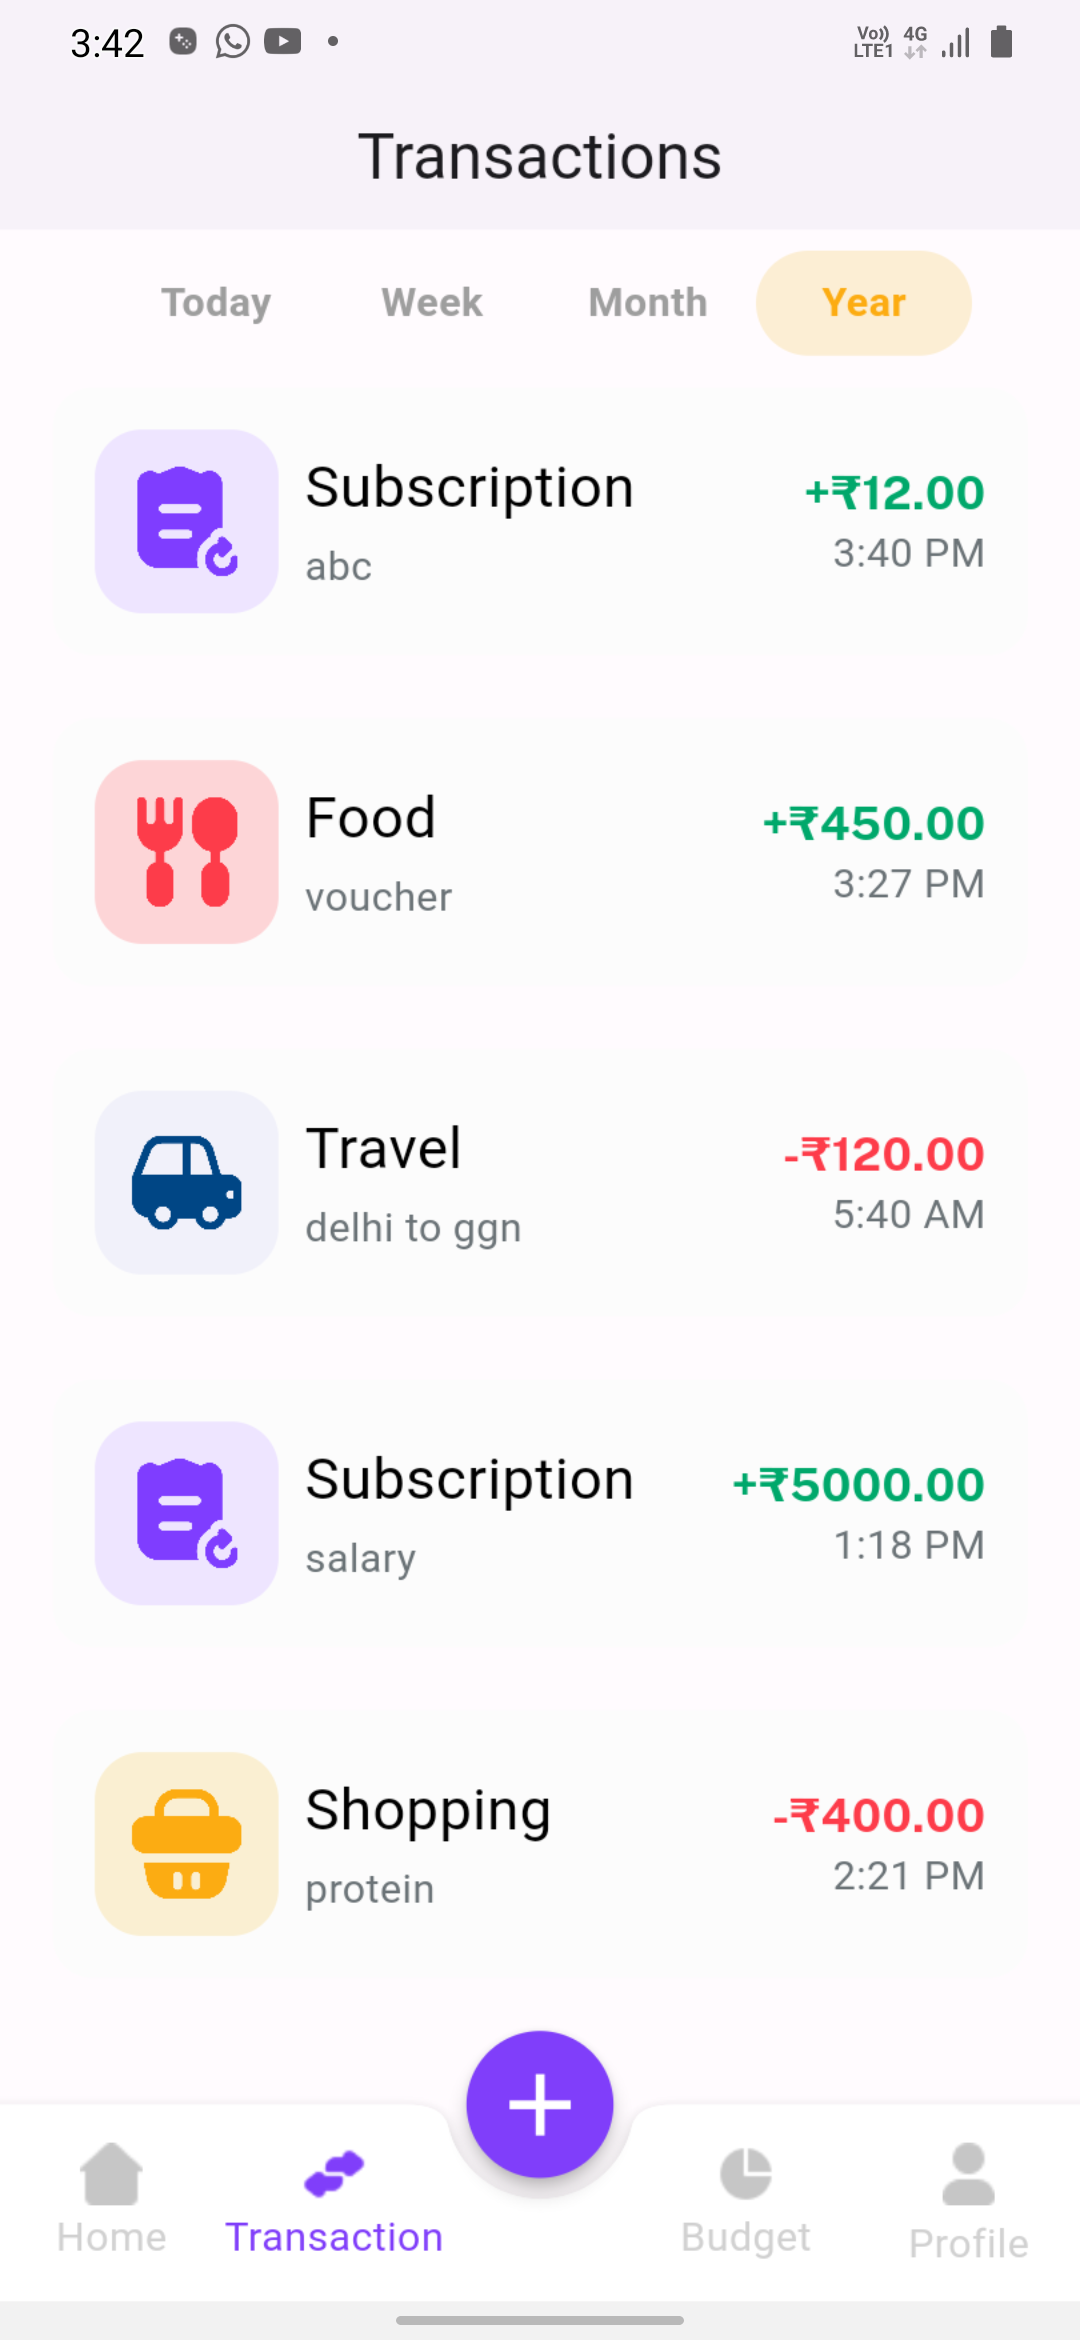 3:42 Vo)) LTE1 4G
Transactions
Today Week Month Year
Subscription +₹12.00
abc 3:40 PM
Food +₹450.00
voucher 3:27 PM
Travel -₹120.00
delhi to ggn 5:40 AM
Subscription +₹5000.00
salary 1:18 PM
Shopping -₹400.00
protein 2:21 PM
Home Transaction Budget Profile